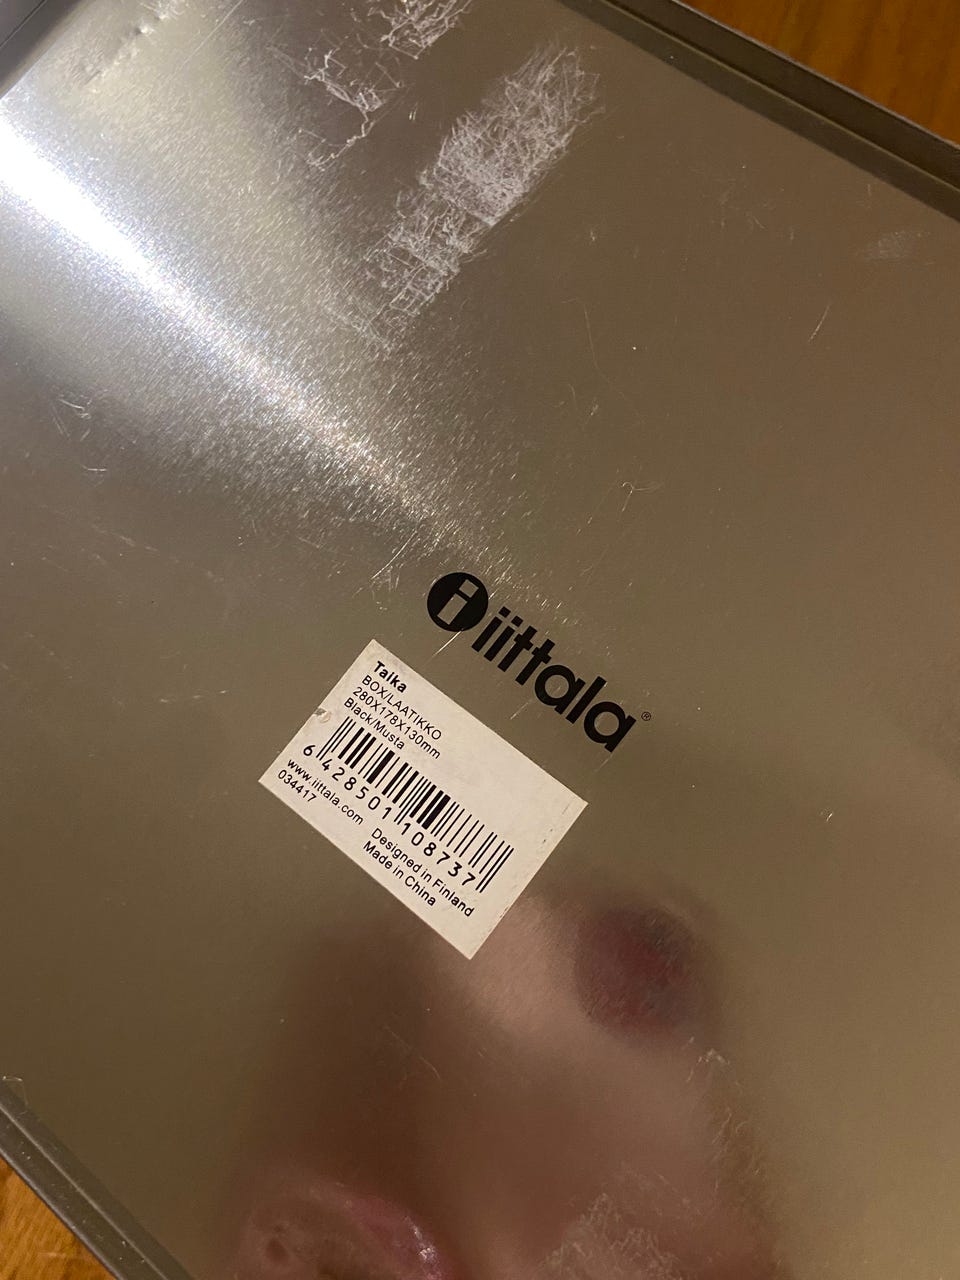 i iittala®
Taika
BOX/LAATIKKO
280X178X130mm
Black/Musta
6 428501 108737
www.iittala.com
034417
Designed in Finland
Made in China